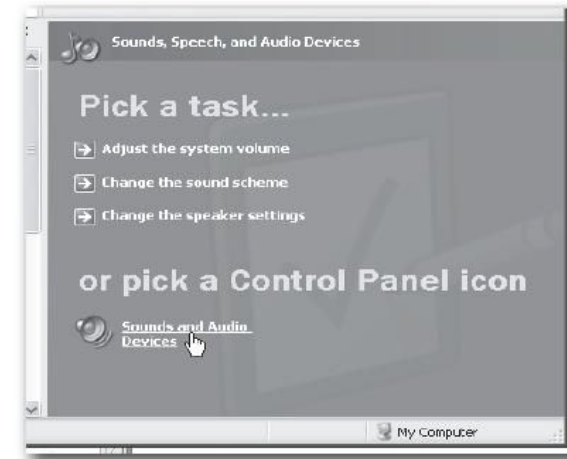 Sounds, Speech, and Audio Devices
Pick a task...
Adjust the system volume
Change the sound scheme
Change the speaker settings
or pick a Control Panel icon
Sounds and Audio
Devices
My Computer